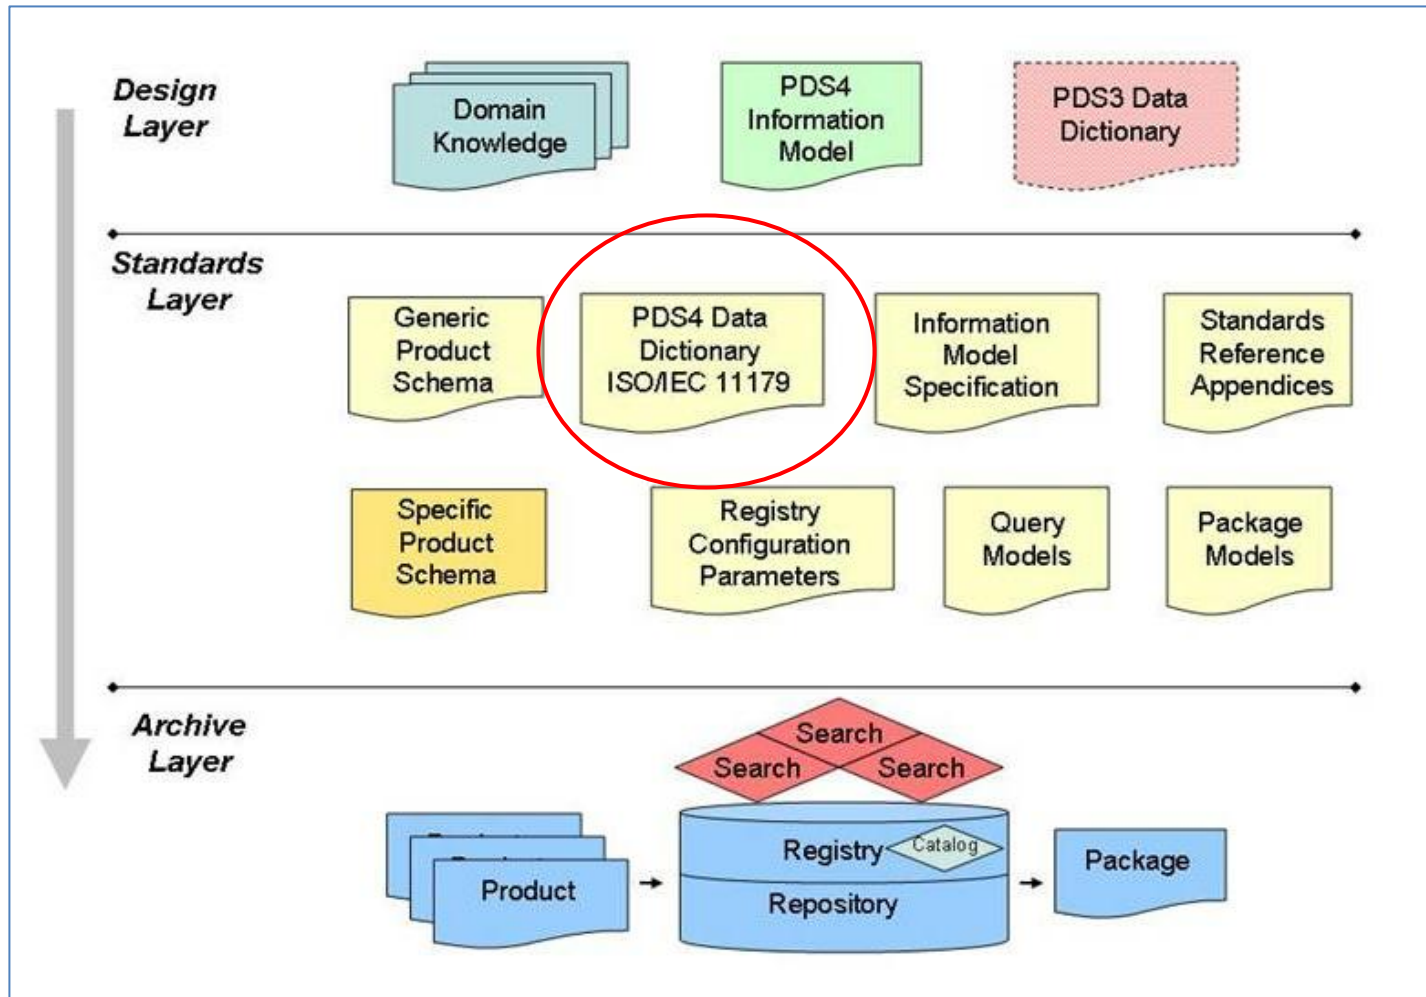 Design
Layer
Domain
Knowledge
PDS4
Information
Model
PDS3 Data
Dictionary
Standards
Layer
Generic
Product
Schema
PDS4 Data
Dictionary
ISO/IEC 11179
Information
Model
Specification
Standards
Reference
Appendices
Specific
Product
Schema
Registry
Configuration
Parameters
Query
Models
Package
Models
Archive
Layer
Search
Search
Search
Product
Registry
Catalog
Repository
Package